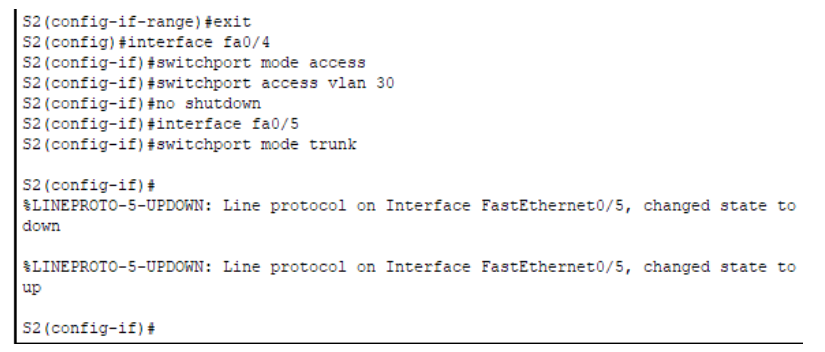 S2(config-if-range)#exit
S2(config)#interface fa0/4
S2(config-if)#switchport mode access
S2(config-if)#switchport access vlan 30
S2(config-if)#no shutdown
S2(config-if)#interface fa0/5
S2(config-if)#switchport mode trunk
S2(config-if)#
%LINEPROTO-5-UPDOWN: Line protocol on Interface FastEthernet0/5, changed state to
down
%LINEPROTO-5-UPDOWN: Line protocol on Interface FastEthernet0/5, changed state to
up
S2(config-if)#